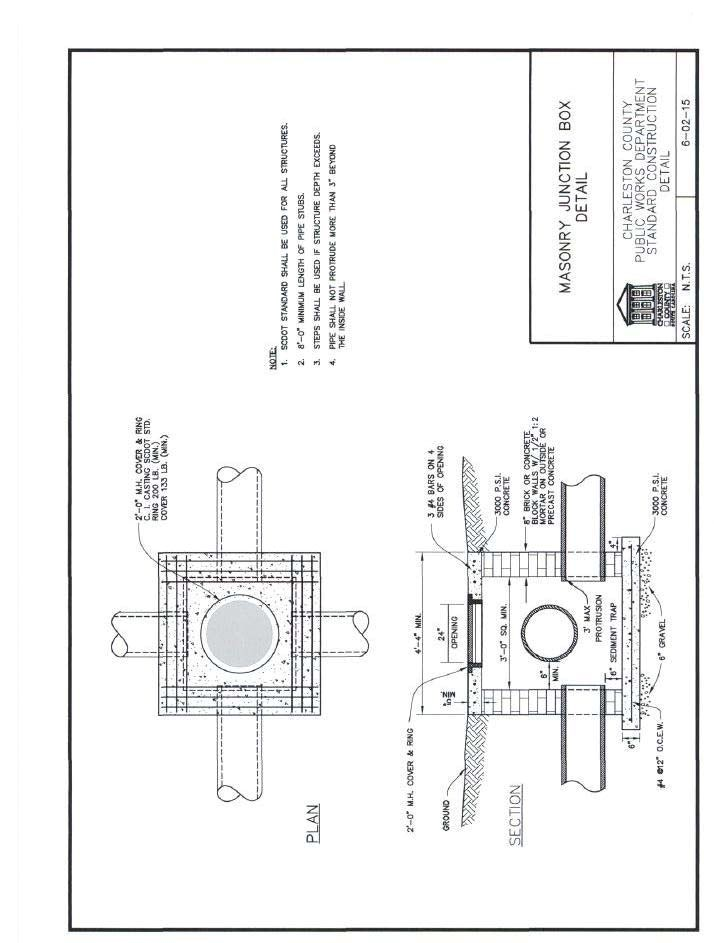 2'-0" M.H. COVER & RING
C. I. CASTING SCDOT STD.
RING 200 LB. (MIN.)
COVER 133 LB. (MIN.)
PLAN
NOTE:
1. SCDOT STANDARD SHALL BE USED FOR ALL STRUCTURES.
2. 8'-0" MINIMUM LENGTH OF PIPE STUBS.
3. STEPS SHALL BE USED IF STRUCTURE DEPTH EXCEEDS.
4. PIPE SHALL NOT PROTRUDE MORE THAN 3" BEYOND
THE INSIDE WALL.
2'-0" M.H. COVER & RING
GROUND
4'-4" MIN.
24"
OPENING
3 #4 BARS ON 4
SIDES OF OPENING
MIN.
3'-0" SQ. MIN.
3000 P.S.I.
CONCRETE
8" BRICK OR CONCRETE
BLOCK WALLS W/ 1/2" 1:2
MORTAR ON OUTSIDE OR
PRECAST CONCRETE
6"
MIN.
3' MAX
PROTRUSION
6" SEDIMENT TRAP
4"
6"
6" GRAVEL
3000 P.S.I.
CONCRETE
#4 @12" O.C.E.W.
SECTION
MASONRY JUNCTION BOX
DETAIL
CHARLESTON
COUNTY
SOUTH CAROLINA
CHARLESTON COUNTY
PUBLIC WORKS DEPARTMENT
STANDARD CONSTRUCTION
DETAIL
SCALE: N.T.S.
6-02-15